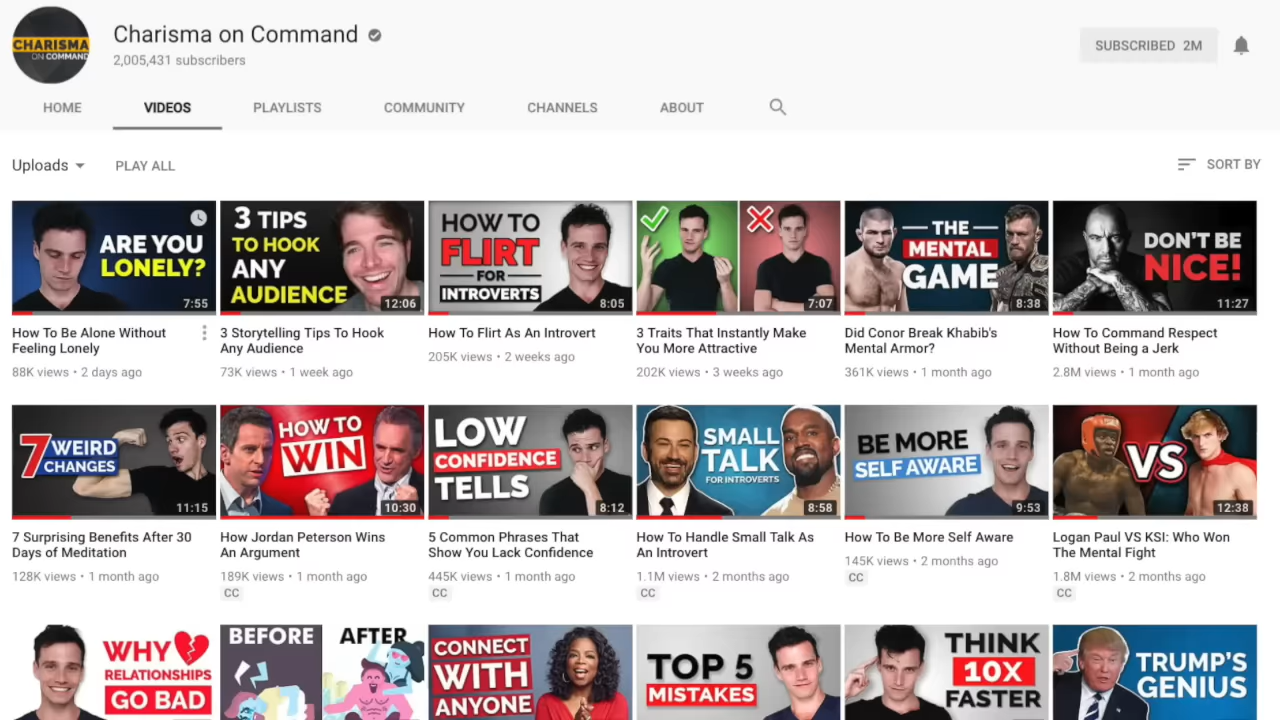 CHARISMA
ON COMMAND
Charisma on Command
2,005,431 subscribers
SUBSCRIBED 2M
HOME VIDEOS PLAYLISTS COMMUNITY CHANNELS ABOUT
Uploads PLAY ALL
SORT BY
ARE YOU
LONELY?
7:55
3 TIPS
TO HOOK
ANY
AUDIENCE
12:06
HOW TO
FLIRT
FOR
INTROVERTS
8:05
7:07
THE
MENTAL
GAME
8:38
DON'T BE
NICE!
11:27
How To Be Alone Without
Feeling Lonely
88K views • 2 days ago
3 Storytelling Tips To Hook
Any Audience
73K views • 1 week ago
How To Flirt As An Introvert
205K views • 2 weeks ago
3 Traits That Instantly Make
You More Attractive
202K views • 3 weeks ago
Did Conor Break Khabib's
Mental Armor?
361K views • 1 month ago
How To Command Respect
Without Being a Jerk
2.8M views • 1 month ago
7 WEIRD
CHANGES
11:15
HOW TO
WIN
10:30
LOW
CONFIDENCE
TELLS
8:12
SMALL
TALK
FOR INTROVERTS
8:58
BE MORE
SELF AWARE
9:53
VS
12:38
7 Surprising Benefits After 30
Days of Meditation
128K views • 1 month ago
How Jordan Peterson Wins
An Argument
189K views • 1 month ago
CC
5 Common Phrases That
Show You Lack Confidence
445K views • 1 month ago
CC
How To Handle Small Talk As
An Introvert
1.1M views • 2 months ago
CC
How To Be More Self Aware
145K views • 2 months ago
CC
Logan Paul VS KSI: Who Won
The Mental Fight
1.8M views • 2 months ago
CC
WHY
RELATIONSHIPS
GO BAD
BEFORE AFTER
CONNECT
WITH
ANYONE
TOP 5
MISTAKES
THINK
10X
FASTER
TRUMP'S
GENIUS